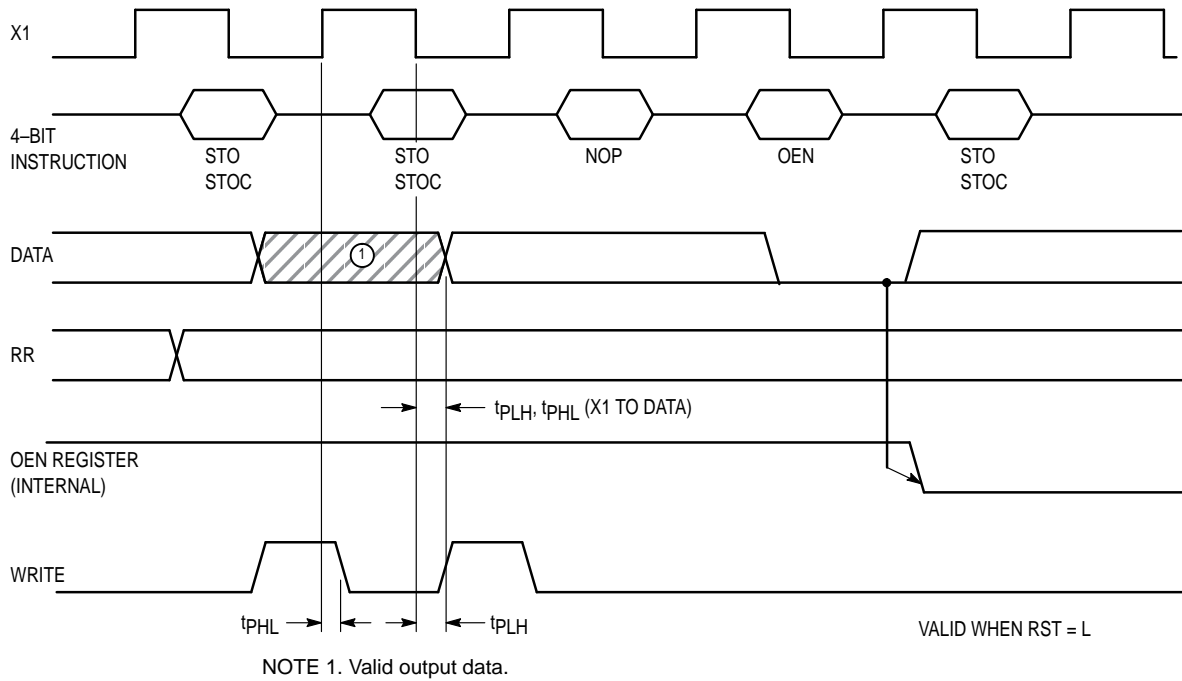 X1
4–BIT
INSTRUCTION
STO
STOC
STO
STOC
NOP
OEN
STO
STOC
DATA
1
RR
tPLH, tPHL (X1 TO DATA)
OEN REGISTER
(INTERNAL)
WRITE
tPHL
tPLH
VALID WHEN RST = L
NOTE 1. Valid output data.